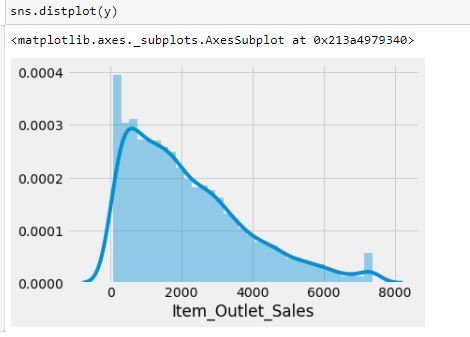 sns.distplot(y)
<matplotlib.axes._subplots.AxesSubplot at 0x213a4979340>
0.0004
0.0003
0.0002
0.0001
0.0000
0 2000 4000 6000 8000
Item_Outlet_Sales